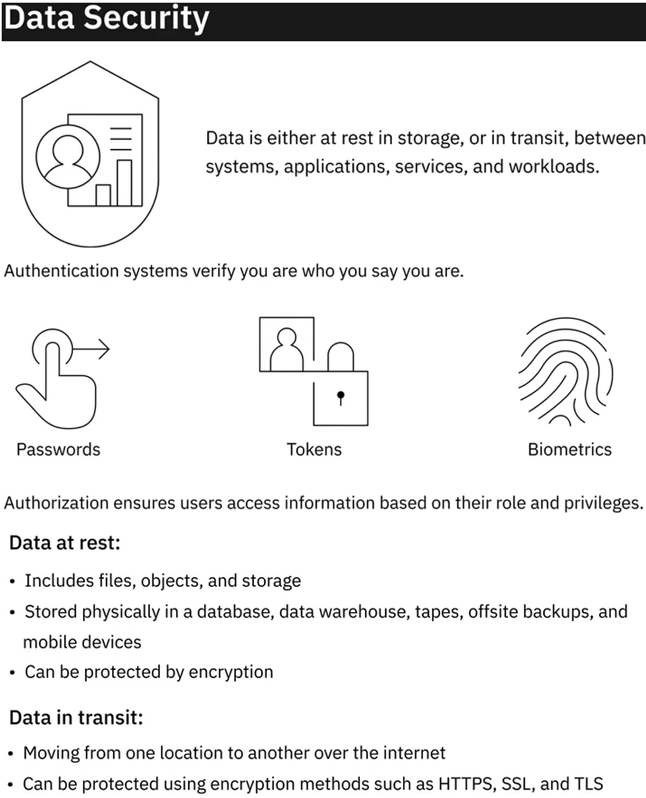 Data Security
Data is either at rest in storage, or in transit, between
systems, applications, services, and workloads.
Authentication systems verify you are who you say you are.
Passwords
Tokens
Biometrics
Authorization ensures users access information based on their role and privileges.
Data at rest:
• Includes files, objects, and storage
• Stored physically in a database, data warehouse, tapes, offsite backups, and
mobile devices
• Can be protected by encryption
Data in transit:
• Moving from one location to another over the internet
• Can be protected using encryption methods such as HTTPS, SSL, and TLS